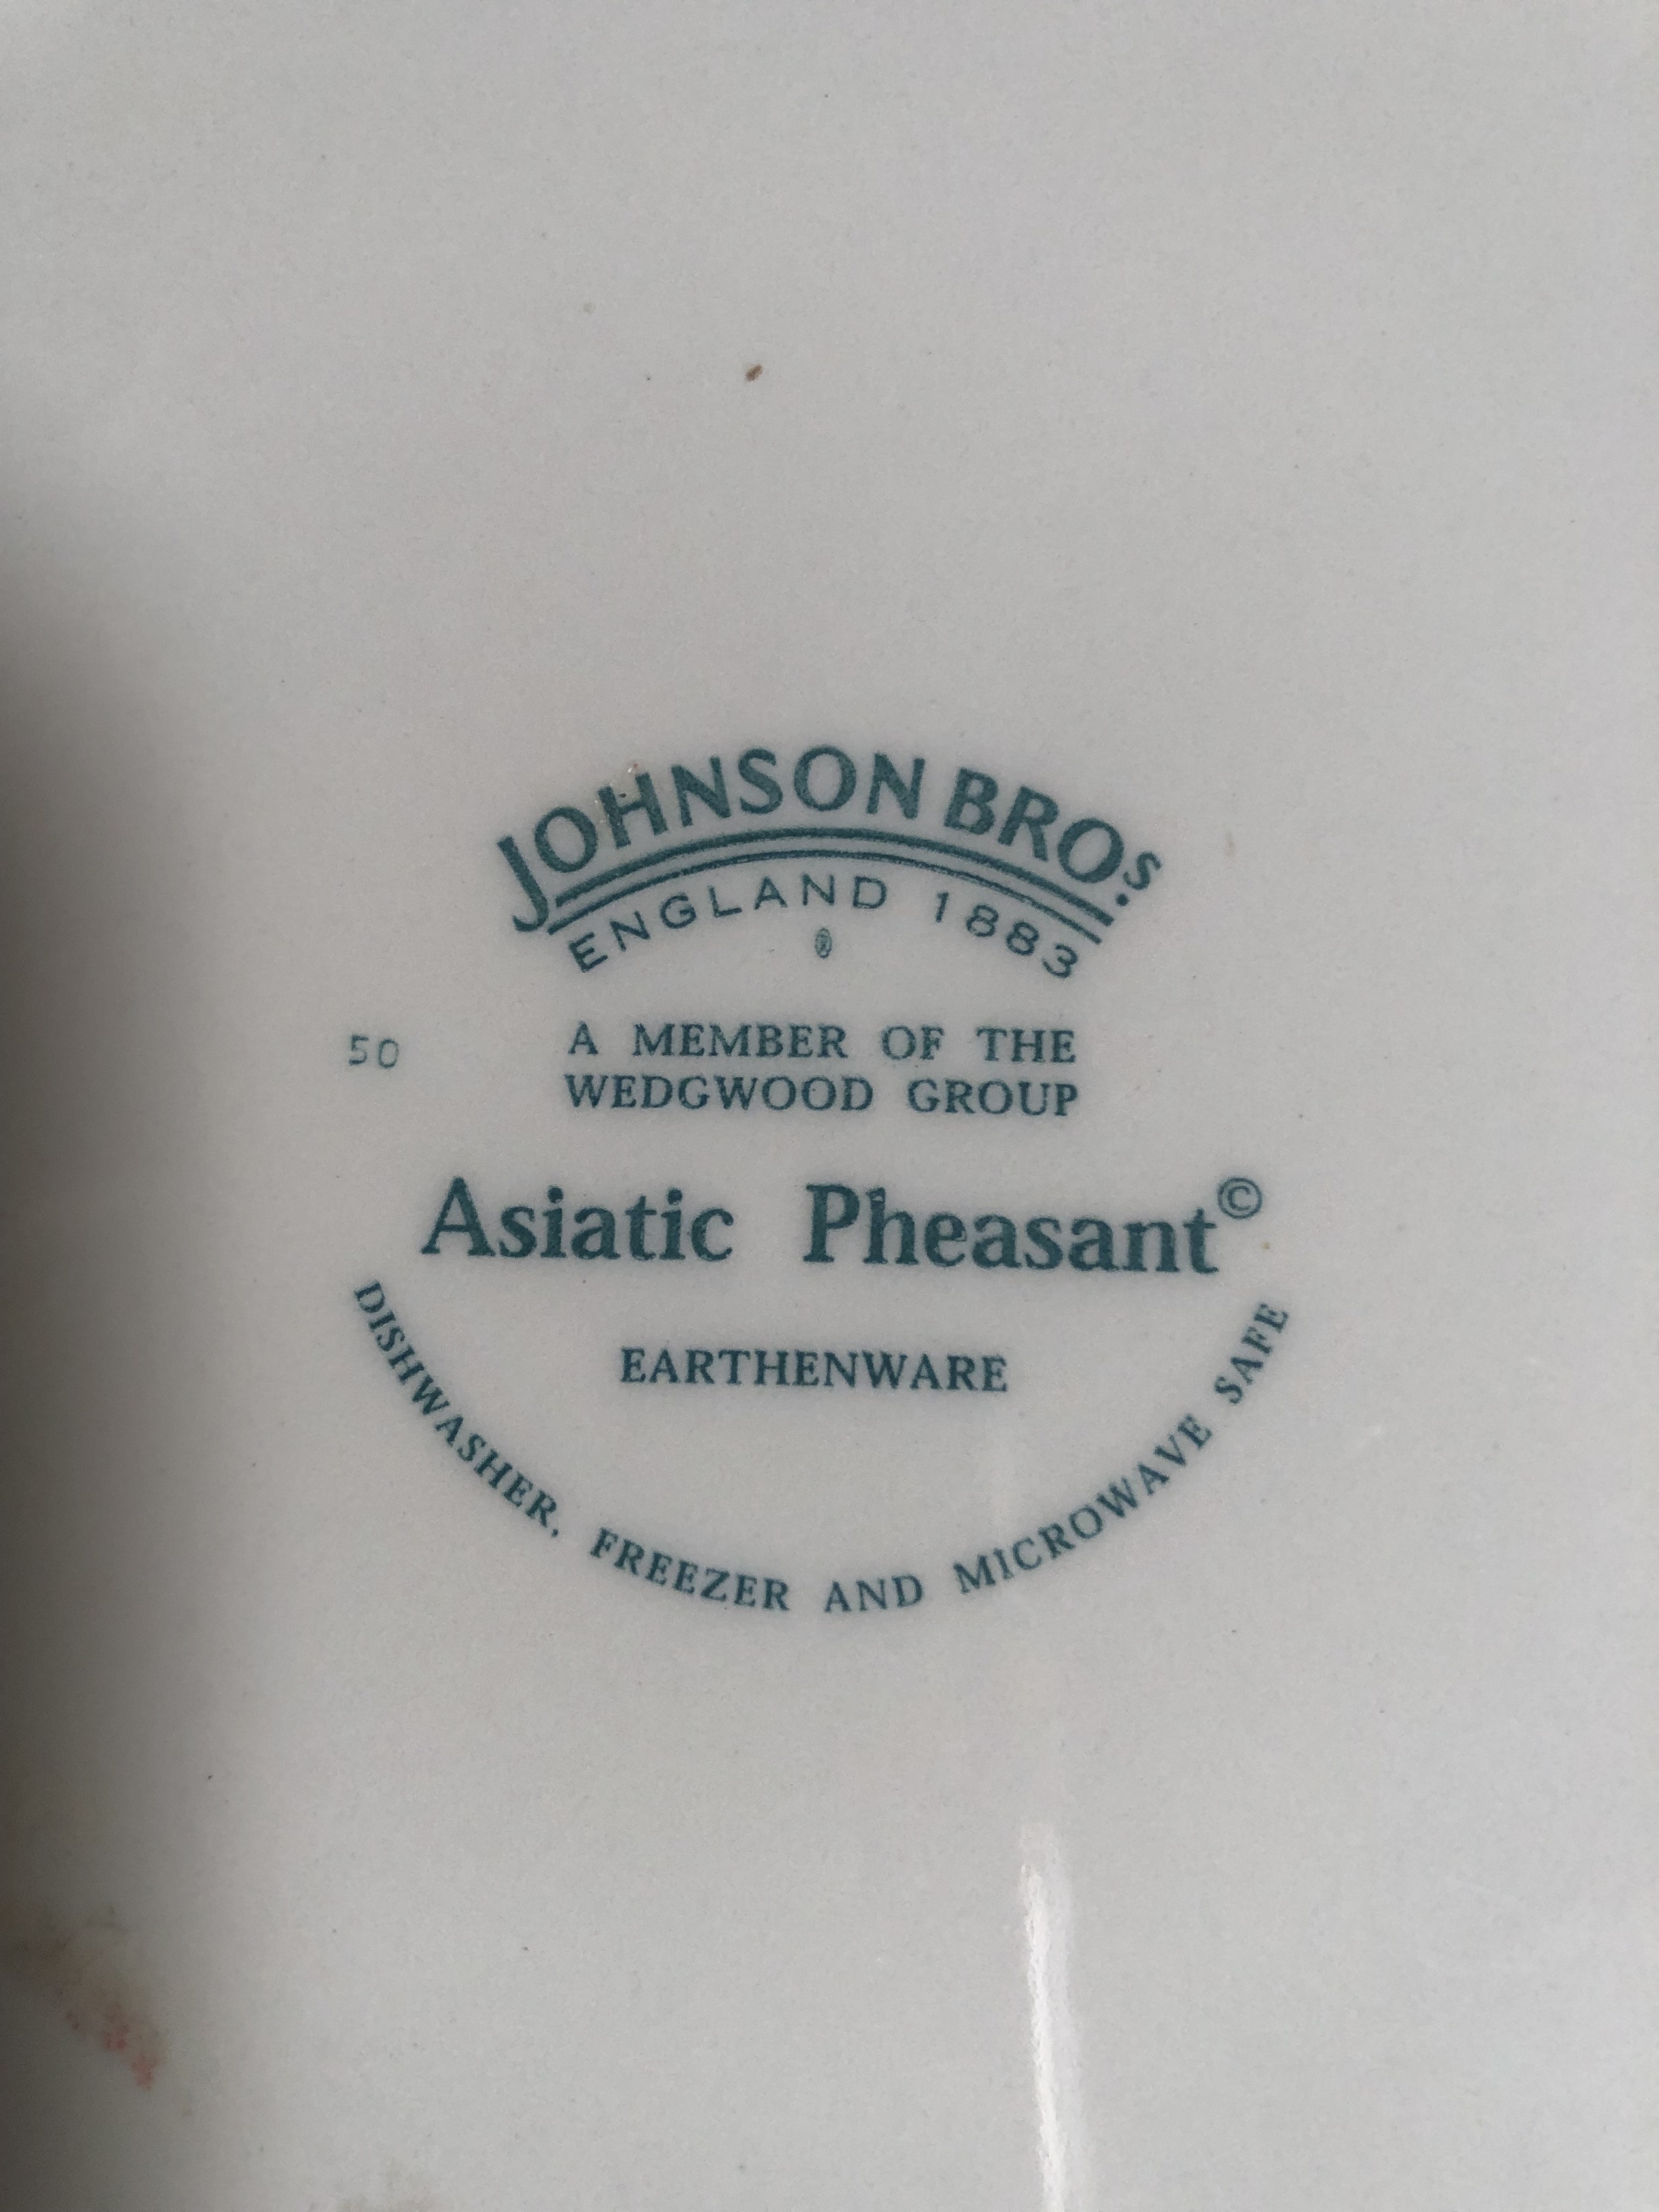 JOHNSON BROS.
ENGLAND 1883
50
A MEMBER OF THE
WEDGWOOD GROUP
Asiatic Pheasant©
EARTHENWARE
DISHWASHER, FREEZER AND MICROWAVE SAFE